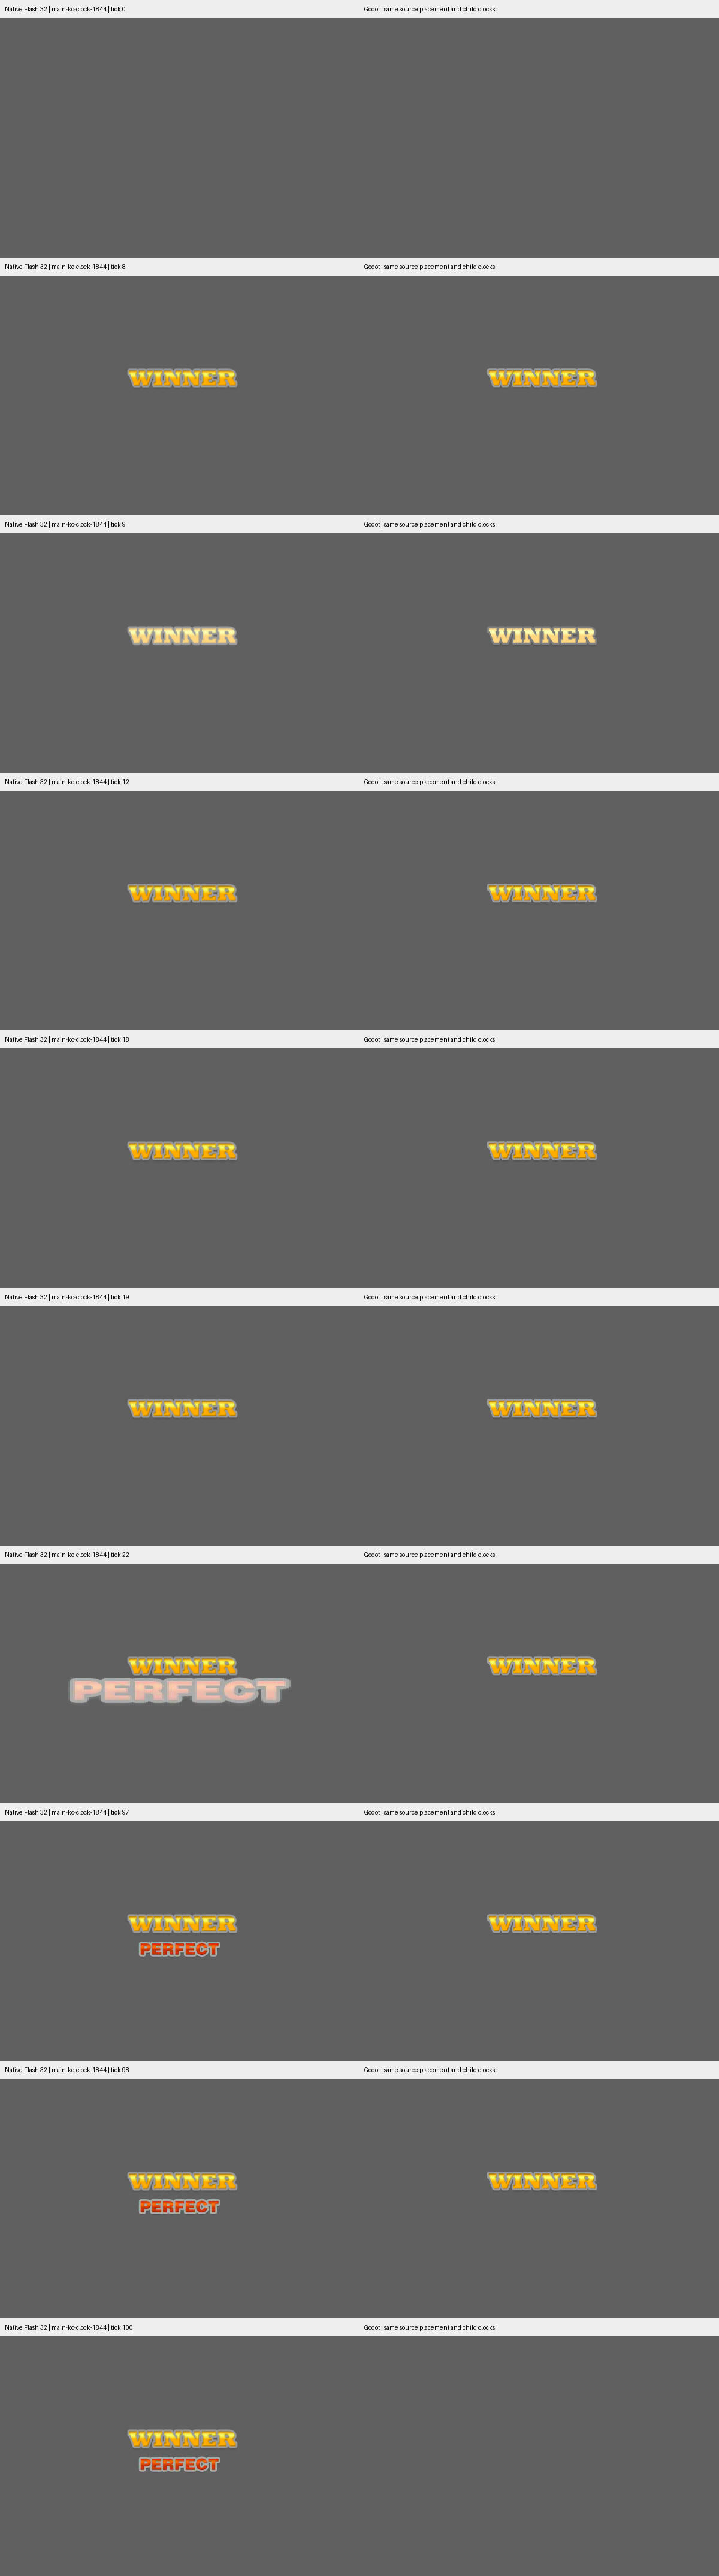 Native Flash 32 | main-ko-clock-1844 | tick 0 Godot | same source placement and child clocks
Native Flash 32 | main-ko-clock-1844 | tick 8 Godot | same source placement and child clocks
WINNER WINNER
Native Flash 32 | main-ko-clock-1844 | tick 9 Godot | same source placement and child clocks
WINNER WINNER
Native Flash 32 | main-ko-clock-1844 | tick 12 Godot | same source placement and child clocks
WINNER WINNER
Native Flash 32 | main-ko-clock-1844 | tick 18 Godot | same source placement and child clocks
WINNER WINNER
Native Flash 32 | main-ko-clock-1844 | tick 19 Godot | same source placement and child clocks
WINNER WINNER
Native Flash 32 | main-ko-clock-1844 | tick 22 Godot | same source placement and child clocks
WINNER WINNER
PERFECT
Native Flash 32 | main-ko-clock-1844 | tick 97 Godot | same source placement and child clocks
WINNER WINNER
PERFECT
Native Flash 32 | main-ko-clock-1844 | tick 98 Godot | same source placement and child clocks
WINNER WINNER
PERFECT
Native Flash 32 | main-ko-clock-1844 | tick 100 Godot | same source placement and child clocks
WINNER
PERFECT